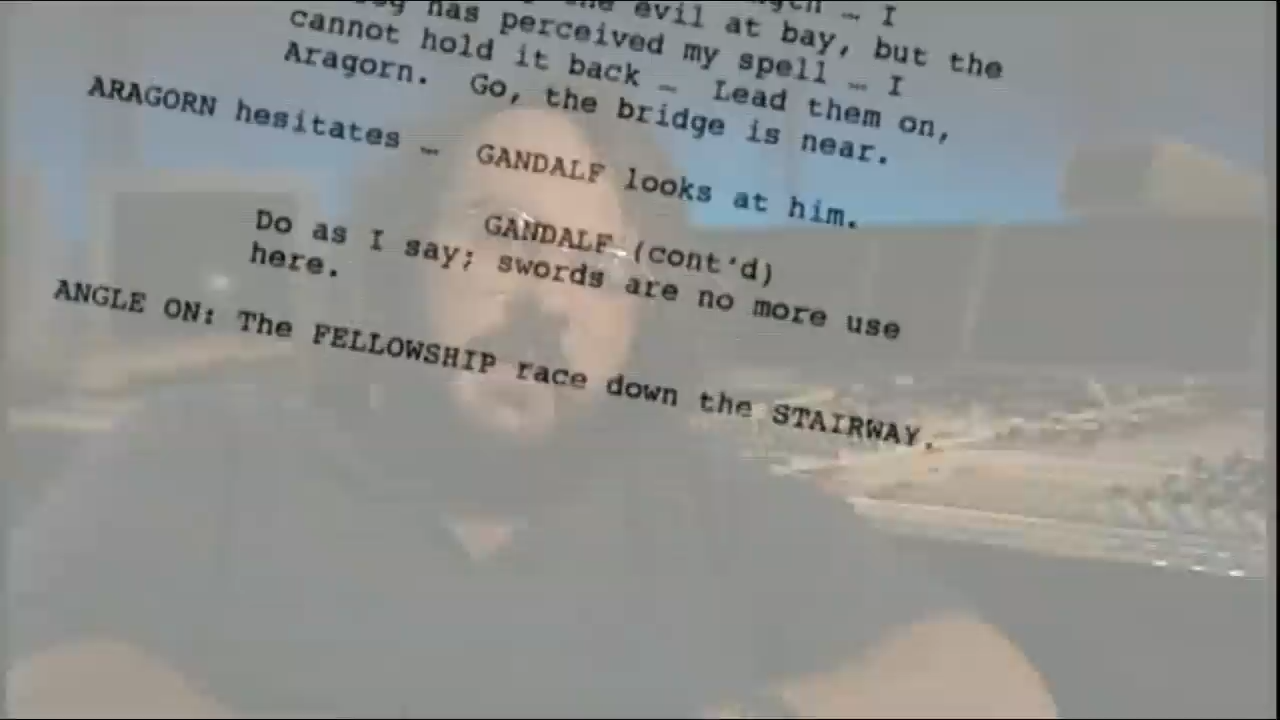 – I
evil at bay, but the
has perceived my spell – I
cannot hold it back – Lead them on,
Aragorn. Go, the bridge is near.
ARAGORN hesitates – GANDALF looks at him.
GANDALF (cont'd)
Do as I say; swords are no more use
here.
ANGLE ON: The FELLOWSHIP race down the STAIRWAY.